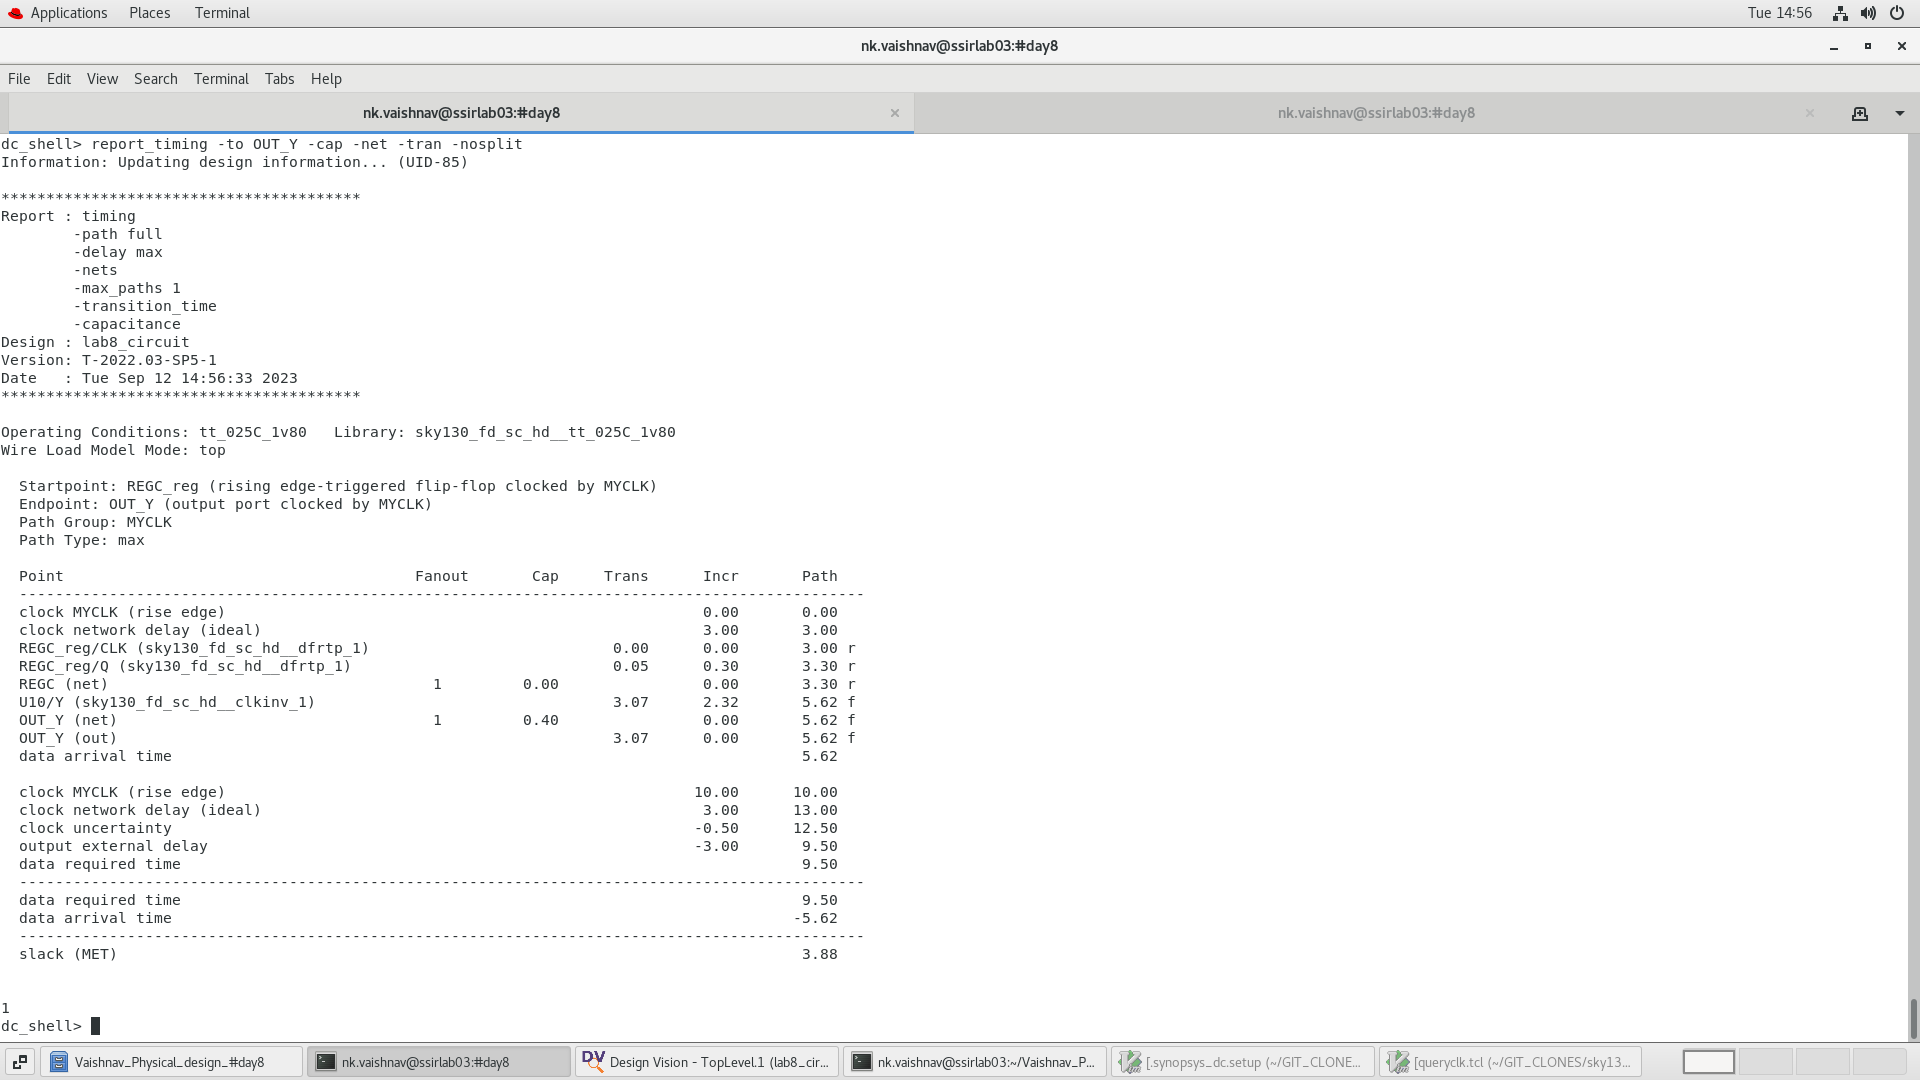 Applications Places Terminal Tue 14:56
nk.vaishnav@ssirlab03:#day8
File Edit View Search Terminal Tabs Help
nk.vaishnav@ssirlab03:#day8 × nk.vaishnav@ssirlab03:#day8 ×
dc_shell> report_timing -to OUT_Y -cap -net -tran -nosplit
Information: Updating design information... (UID-85)
****************************************
Report : timing
        -path full
        -delay max
        -nets
        -max_paths 1
        -transition_time
        -capacitance
Design : lab8_circuit
Version: T-2022.03-SP5-1
Date   : Tue Sep 12 14:56:33 2023
****************************************
Operating Conditions: tt_025C_1v80   Library: sky130_fd_sc_hd__tt_025C_1v80
Wire Load Model Mode: top
  Startpoint: REGC_reg (rising edge-triggered flip-flop clocked by MYCLK)
  Endpoint: OUT_Y (output port clocked by MYCLK)
  Path Group: MYCLK
  Path Type: max
  Point                                       Fanout       Cap     Trans      Incr       Path
  ----------------------------------------------------------------------------------------------
  clock MYCLK (rise edge)                                                     0.00       0.00
  clock network delay (ideal)                                                 3.00       3.00
  REGC_reg/CLK (sky130_fd_sc_hd__dfrtp_1)                           0.00      0.00       3.00 r
  REGC_reg/Q (sky130_fd_sc_hd__dfrtp_1)                             0.05      0.30       3.30 r
  REGC (net)                                    1         0.00                0.00       3.30 r
  U10/Y (sky130_fd_sc_hd__clkinv_1)                                 3.07      2.32       5.62 f
  OUT_Y (net)                                   1         0.40                0.00       5.62 f
  OUT_Y (out)                                                       3.07      0.00       5.62 f
  data arrival time                                                                      5.62
  clock MYCLK (rise edge)                                                    10.00      10.00
  clock network delay (ideal)                                                 3.00      13.00
  clock uncertainty                                                          -0.50      12.50
  output external delay                                                      -3.00       9.50
  data required time                                                                     9.50
  ----------------------------------------------------------------------------------------------
  data required time                                                                     9.50
  data arrival time                                                                     -5.62
  ----------------------------------------------------------------------------------------------
  slack (MET)                                                                            3.88
1
dc_shell>
Vaishnav_Physical_design_#day8 nk.vaishnav@ssirlab03:#day8 DV Design Vision - TopLevel.1 (lab8_cir... nk.vaishnav@ssirlab03:~/Vaishnav_P... [.synopsys_dc.setup (~/GIT_CLONE... [queryclk.tcl (~/GIT_CLONES/sky13...